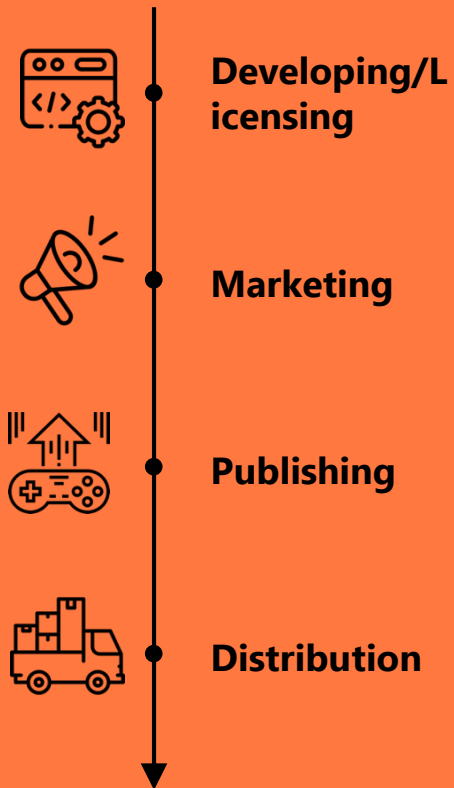 Developing/L
icensing
Marketing
Publishing
Distribution